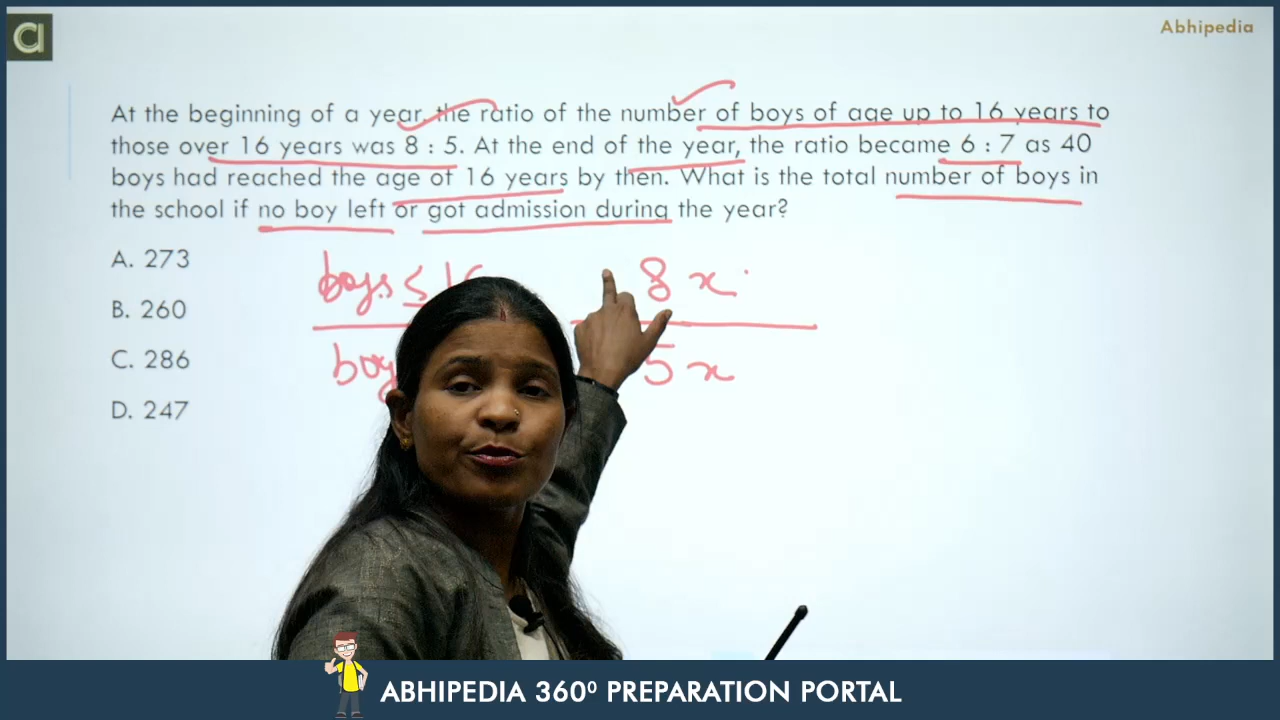 Abhipedia
At the beginning of a year, the ratio of the number of boys of age up to 16 years to
those over 16 years was 8 : 5. At the end of the year, the ratio became 6 : 7 as 40
boys had reached the age of 16 years by then. What is the total number of boys in
the school if no boy left or got admission during the year?
A. 273
B. 260
C. 286
D. 247
boys ≤ 16
8x
5x
ABHIPEDIA 360⁰ PREPARATION PORTAL